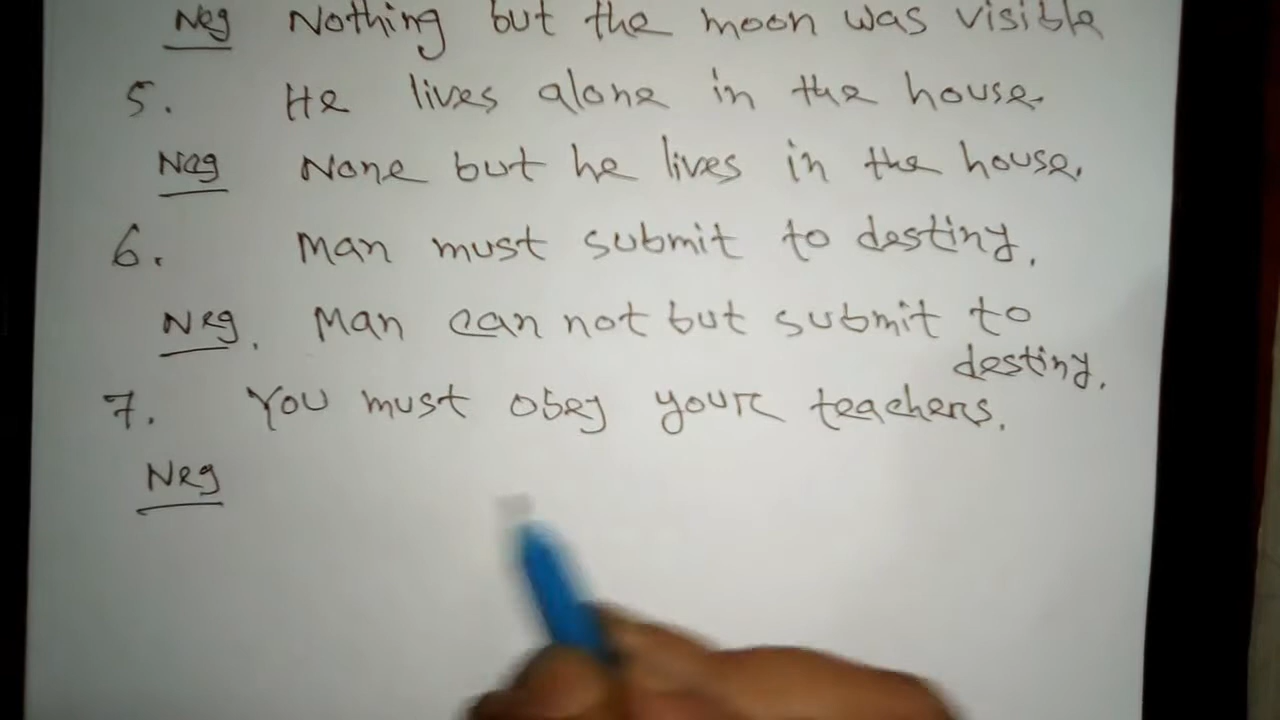 Neg Nothing but the moon was visible
5. He lives alone in the house.
Neg None but he lives in the house.
6. Man must submit to destiny.
Neg. Man can not but submit to
destiny.
7. You must obey your teachers.
Neg